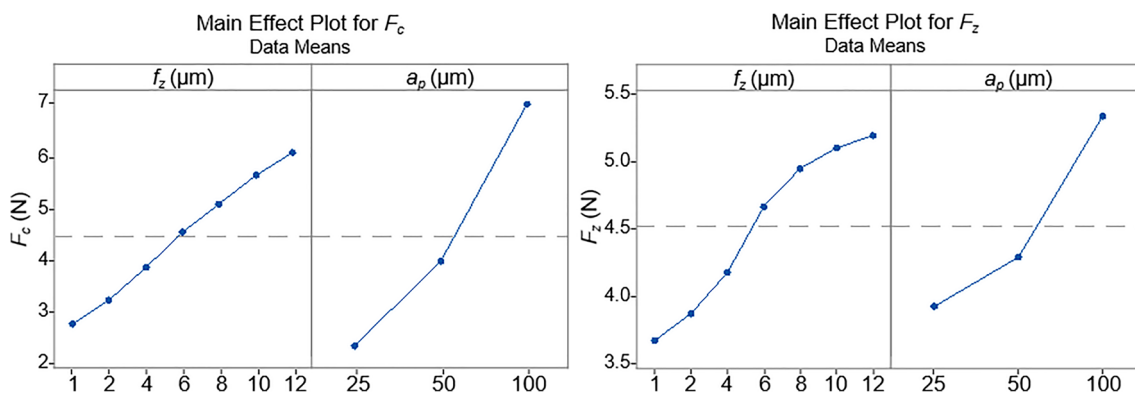 Main Effect Plot for Fc
Data Means
fz (µm) ap (µm)
7
6
5
4
3
2
Fc (N)
1 2 4 6 8 10 12 25 50 100
Main Effect Plot for Fz
Data Means
fz (µm) ap (µm)
5.5
5.0
4.5
4.0
3.5
Fz (N)
1 2 4 6 8 10 12 25 50 100